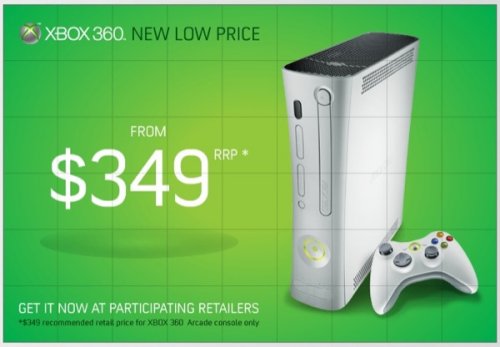 XBOX 360. NEW LOW PRICE
FROM
$349 RRP *
GET IT NOW AT PARTICIPATING RETAILERS
*$349 recommended retail price for XBOX 360 Arcade console only